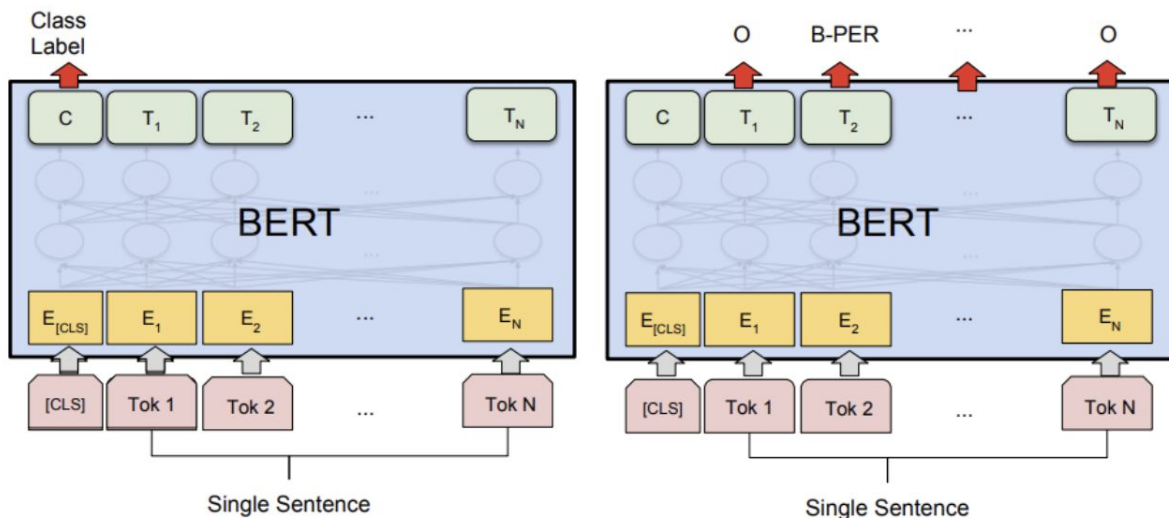 Class
Label
C T1 T2 ... TN
...
BERT
...
E[CLS] E1 E2 ... EN
[CLS] Tok 1 Tok 2 ... Tok N
Single Sentence
O B-PER ... O
C T1 T2 ... TN
...
BERT
...
E[CLS] E1 E2 ... EN
[CLS] Tok 1 Tok 2 ... Tok N
Single Sentence